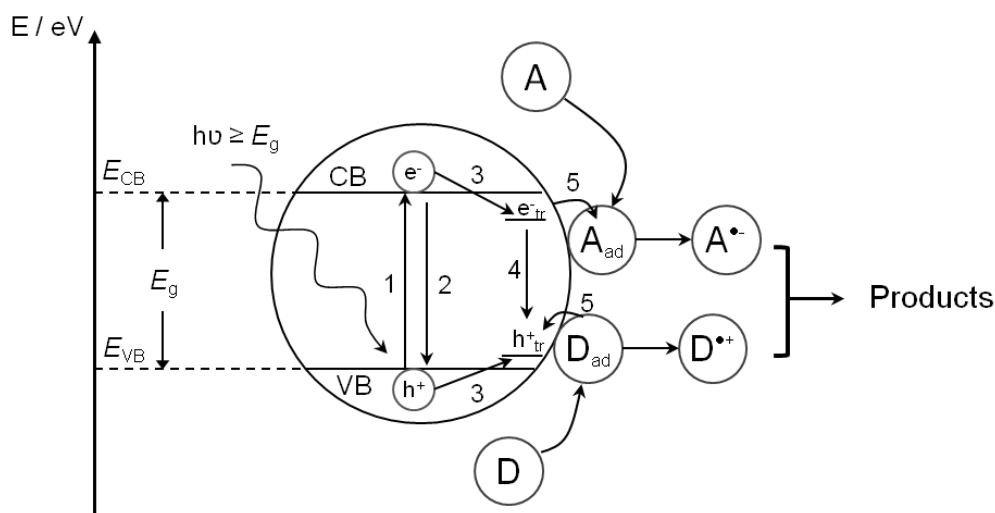 E / eV
A
hυ ≥ Eg
ECB
CB
e-
3
5
e-tr
Aad
A•-
1
2
4
Eg
Products
5
EVB
h+tr
Dad
D•+
VB
h+
3
D